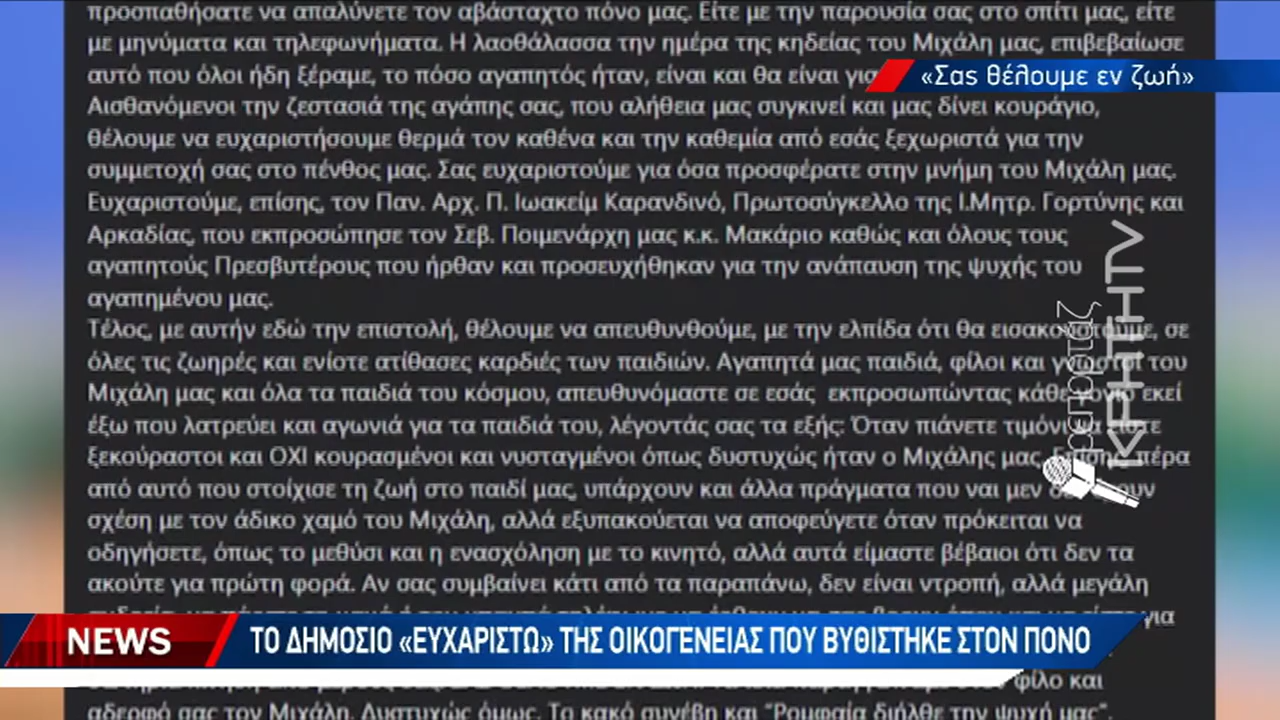 προσπαθήσατε να απαλύνετε τον αβάσταχτο πόνο μας. Είτε με την παρουσία σας στο σπίτι μας, είτε
με μηνύματα και τηλεφωνήματα. Η λαοθάλασσα την ημέρα της κηδείας του Μιχάλη μας, επιβεβαίωσε
αυτό που όλοι ήδη ξέραμε, το πόσο αγαπητός ήταν, είναι και θα είναι για
«Σας θέλουμε εν ζωή»
Αισθανόμενοι την ζεστασιά της αγάπης σας, που αλήθεια μας συγκινεί και μας δίνει κουράγιο,
θέλουμε να ευχαριστήσουμε θερμά τον καθένα και την καθεμία από εσάς ξεχωριστά για την
συμμετοχή σας στο πένθος μας. Σας ευχαριστούμε για όσα προσφέρατε στην μνήμη του Μιχάλη μας.
Ευχαριστούμε, επίσης, τον Παν. Αρχ. Π. Ιωακείμ Καρανδινό, Πρωτοσύγκελλο της Ι.Μητρ. Γορτύνης και
Αρκαδίας, που εκπροσώπησε τον Σεβ. Ποιμενάρχη μας κ.κ. Μακάριο καθώς και όλους τους
αγαπητούς Πρεσβυτέρους που ήρθαν και προσευχήθηκαν για την ανάπαυση της ψυχής του
αγαπημένου μας.
Τέλος, με αυτήν εδώ την επιστολή, θέλουμε να απευθυνθούμε, με την ελπίδα ότι θα σε
όλες τις ζωηρές και ενίοτε ατίθασες καρδιές των παιδιών. Αγαπητά μας παιδιά, φίλοι και γνωστοί του
Μιχάλη μας και όλα τα παιδιά του κόσμου, απευθυνόμαστε σε εσάς εκπροσωπώντας κάθε γονιό εκεί
έξω που λατρεύει και αγωνιά για τα παιδιά του, λέγοντάς σας τα εξής: Όταν πιάνετε τιμόνι να είστε
ξεκούραστοι και ΟΧΙ κουρασμένοι και νυσταγμένοι όπως δυστυχώς ήταν ο Μιχάλης μας, πέρα
από αυτό που στοίχισε τη ζωή στο παιδί μας, υπάρχουν και άλλα πράγματα που ναι μεν
σχέση με τον άδικο χαμό του Μιχάλη, αλλά εξυπακούεται να αποφεύγετε όταν πρόκειται να
οδηγήσετε, όπως το μεθύσι και η ενασχόληση με το κινητό, αλλά αυτά είμαστε βέβαιοι ότι δεν τα
ακούτε για πρώτη φορά. Αν σας συμβαίνει κάτι από τα παραπάνω, δεν είναι ντροπή, αλλά μεγάλη
για
NEWS
ΤΟ ΔΗΜΟΣΙΟ «ΕΥΧΑΡΙΣΤΩ» ΤΗΣ ΟΙΚΟΓΕΝΕΙΑΣ ΠΟΥ ΒΥΘΙΣΤΗΚΕ ΣΤΟΝ ΠΟΝΟ
φίλο και
αδερφό σας τον Μιχάλη. Δυστυχώς όμως. Το κακό συνέβη και "Ρομφαία διήλθε την ψυχή μας".
ΚΡΗΤΗ TV